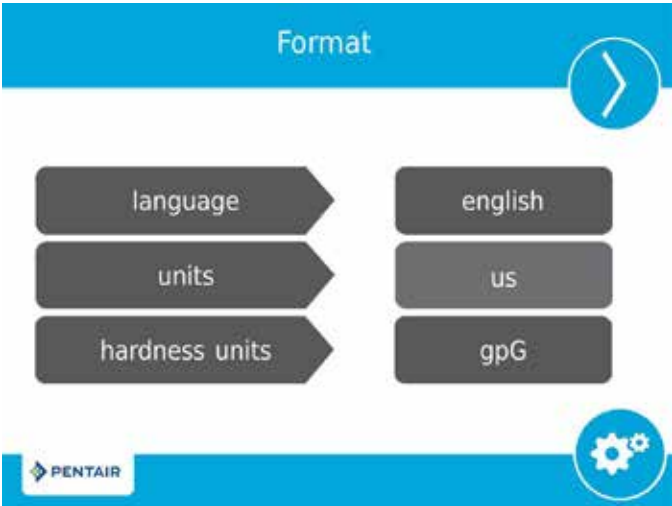 Format
language
english
units
us
hardness units
gpG
PENTAIR